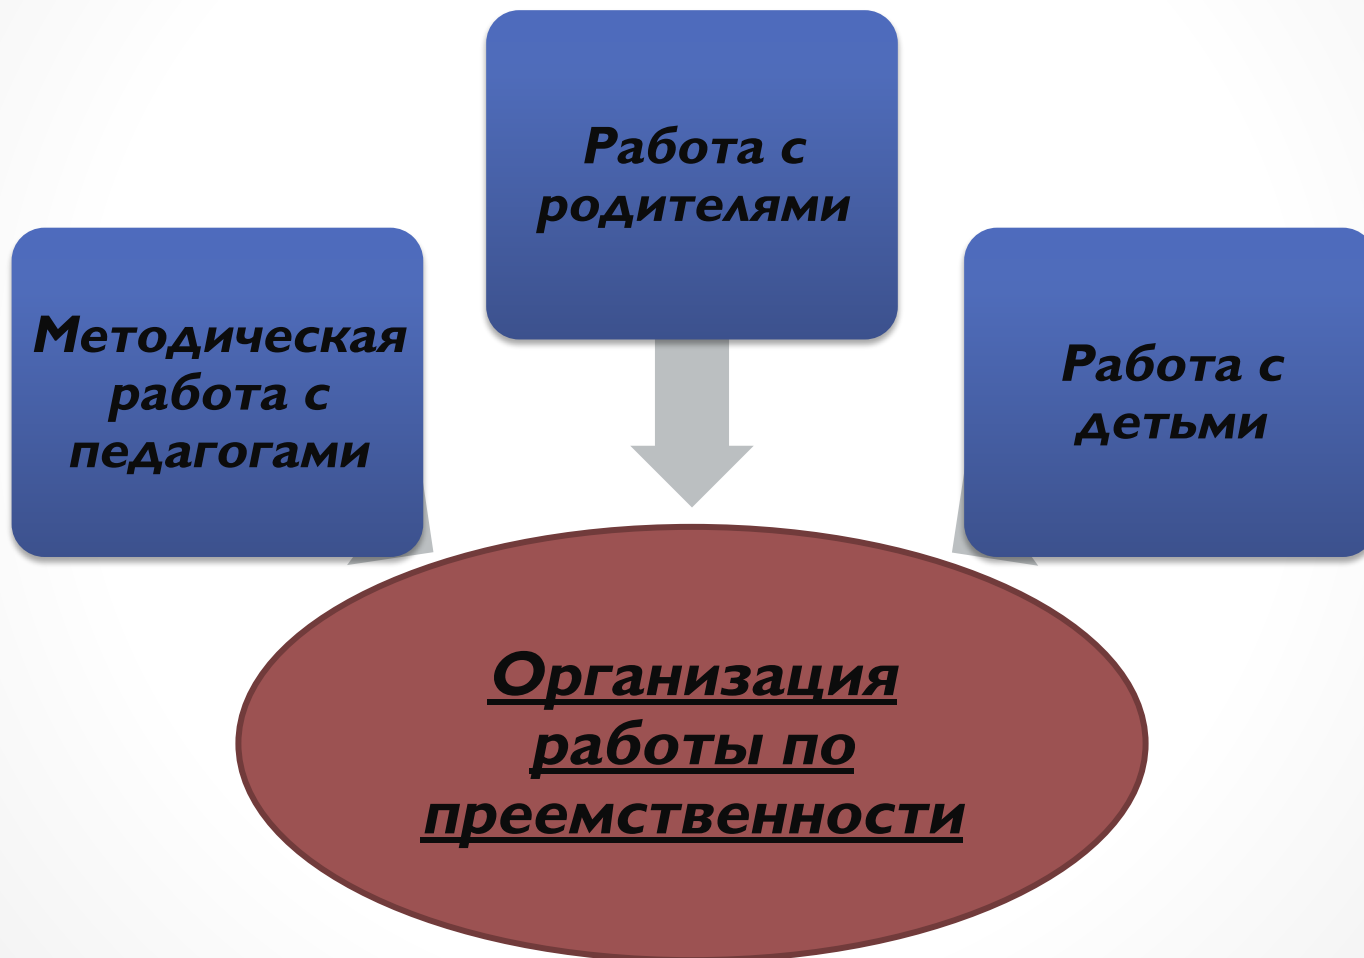 Работа с
родителями
Методическая
работа с
педагогами
Работа с
детьми
Организация
работы по
преемственности